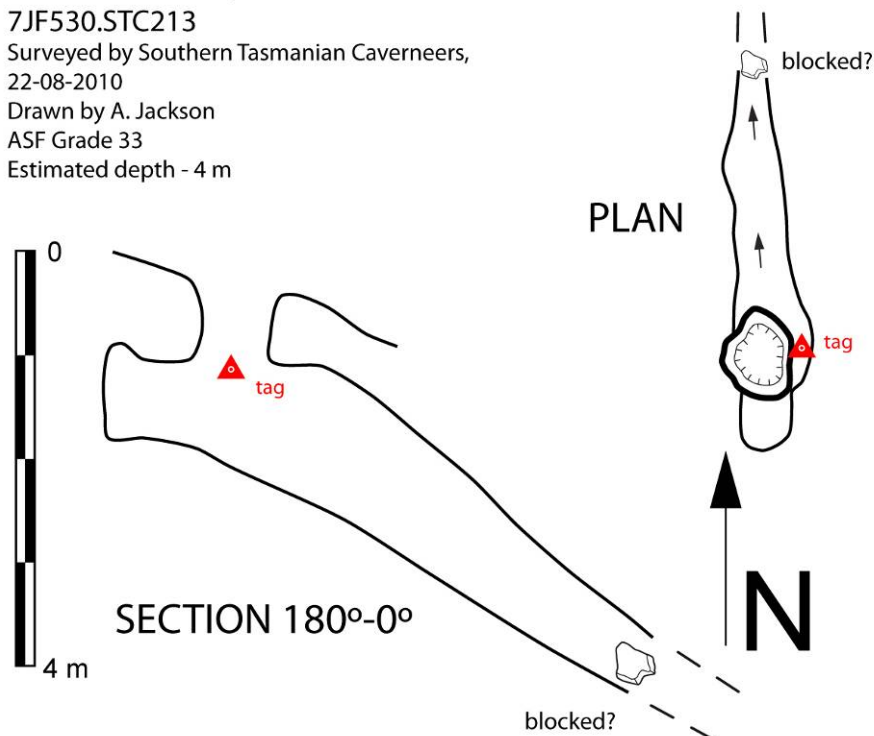 7JF530.STC213
Surveyed by Southern Tasmanian Caverneers,
22-08-2010
Drawn by A. Jackson
ASF Grade 33
Estimated depth - 4 m
blocked?
PLAN
tag
0
tag
N
SECTION 180º-0º
4 m
blocked?